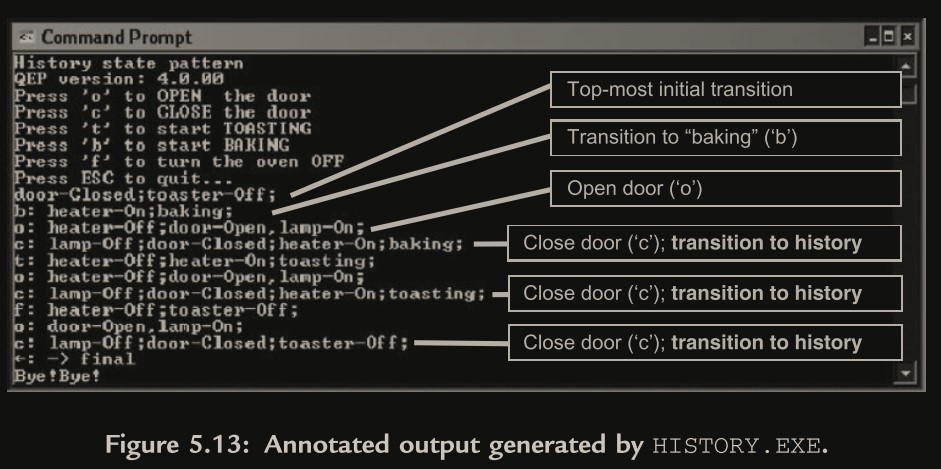 Command Prompt
History state pattern
QEP version: 4.0.00
Press 'o' to OPEN  the door
Press 'c' to CLOSE the door
Press 't' to start TOASTING
Press 'b' to start BAKING
Press 'f' to turn the oven OFF
Press ESC to quit...
door-Closed;toaster-Off;
b: heater-On;baking;
o: heater-Off;door-Open,lamp-On;
c: lamp-Off;door-Closed;heater-On;baking;
t: heater-Off;heater-On;toasting;
o: heater-Off;door-Open,lamp-On;
c: lamp-Off;door-Closed;heater-On;toasting;
f: heater-Off;toaster-Off;
o: door-Open,lamp-On;
c: lamp-Off;door-Closed;toaster-Off;
←: -> final
Bye!Bye!
Top-most initial transition
Transition to “baking” (‘b’)
Open door (‘o’)
Close door (‘c’); transition to history
Close door (‘c’); transition to history
Close door (‘c’); transition to history
Figure 5.13: Annotated output generated by HISTORY.EXE.